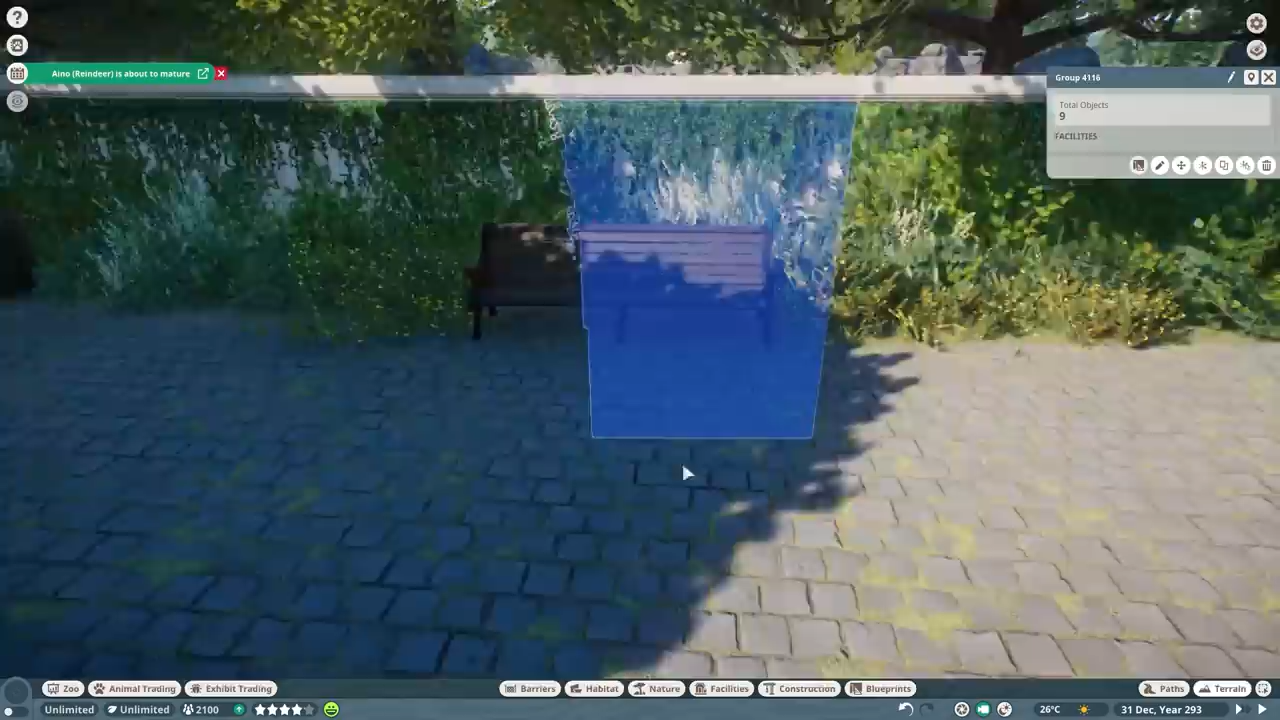 Aino (Reindeer) is about to mature
Group 4116
Total Objects
9
FACILITIES
Zoo
Animal Trading
Exhibit Trading
Barriers
Habitat
Nature
Facilities
Construction
Blueprints
Paths
Terrain
Unlimited
Unlimited
2100
26°C
31 Dec, Year 293